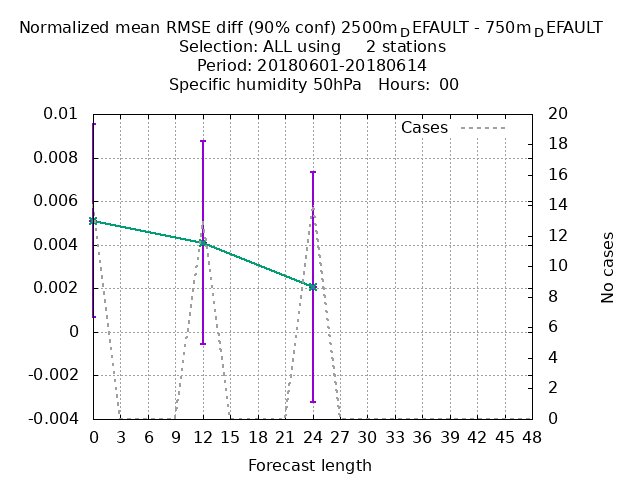 Normalized mean RMSE diff (90% conf) 2500m_DEFAULT - 750m_DEFAULT
Selection: ALL using     2 stations
Period: 20180601-20180614
Specific humidity 50hPa   Hours:  00
Cases
0.01
0.008
0.006
0.004
0.002
0
-0.002
-0.004
20
18
16
14
12
10
8
6
4
2
0
No cases
0 3 6 9 12 15 18 21 24 27 30 33 36 39 42 45 48
Forecast length